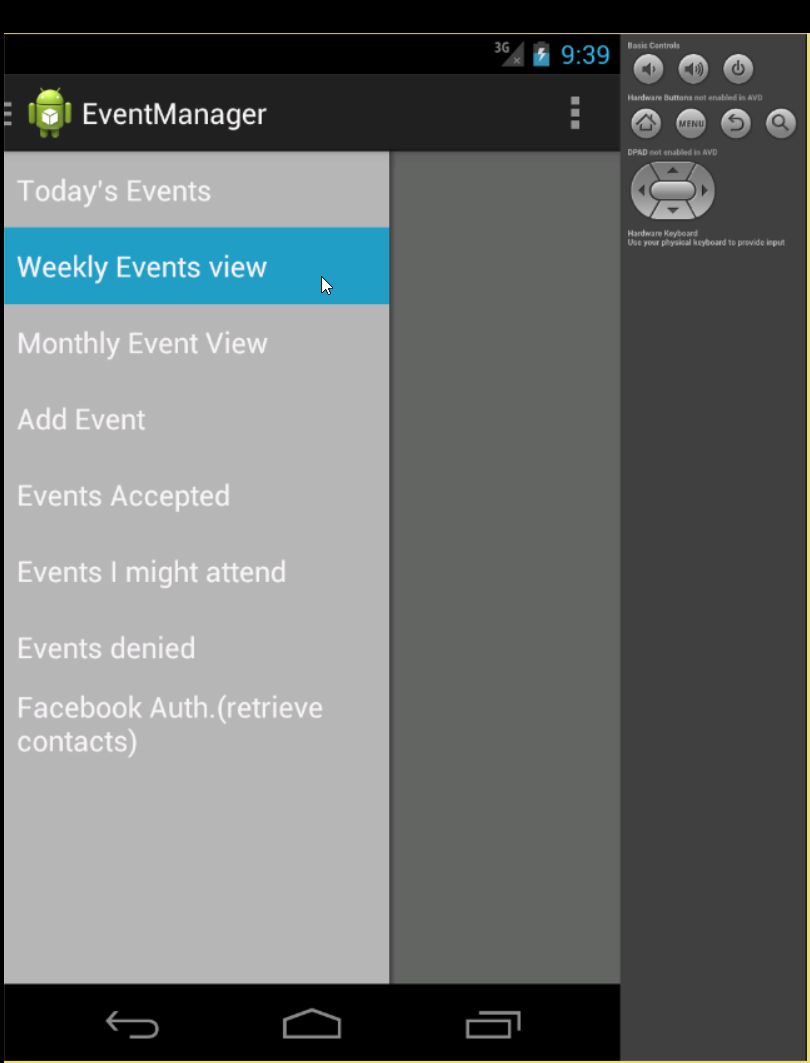 3G 9:39
EventManager
Today's Events
Weekly Events view
Monthly Event View
Add Event
Events Accepted
Events I might attend
Events denied
Facebook Auth.(retrieve
contacts)
Basic Controls
Hardware Buttons not enabled in AVD
MENU
DPAD not enabled in AVD
Hardware Keyboard
Use your physical keyboard to provide input